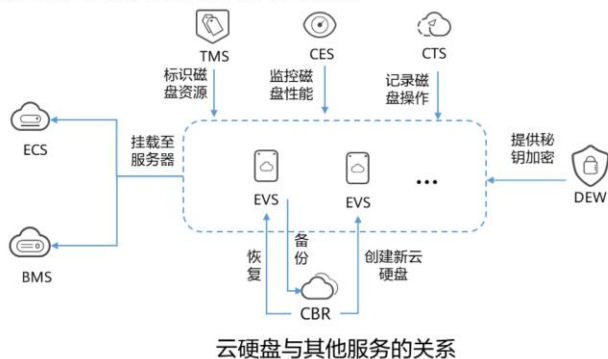 TMS
CES
CTS
标识磁
盘资源
监控磁
盘性能
记录磁
盘操作
ECS
挂载至
服务器
提供秘
钥加密
EVS
EVS
...
DEW
BMS
恢
复
备
份
创建新云
硬盘
CBR
云硬盘与其他服务的关系